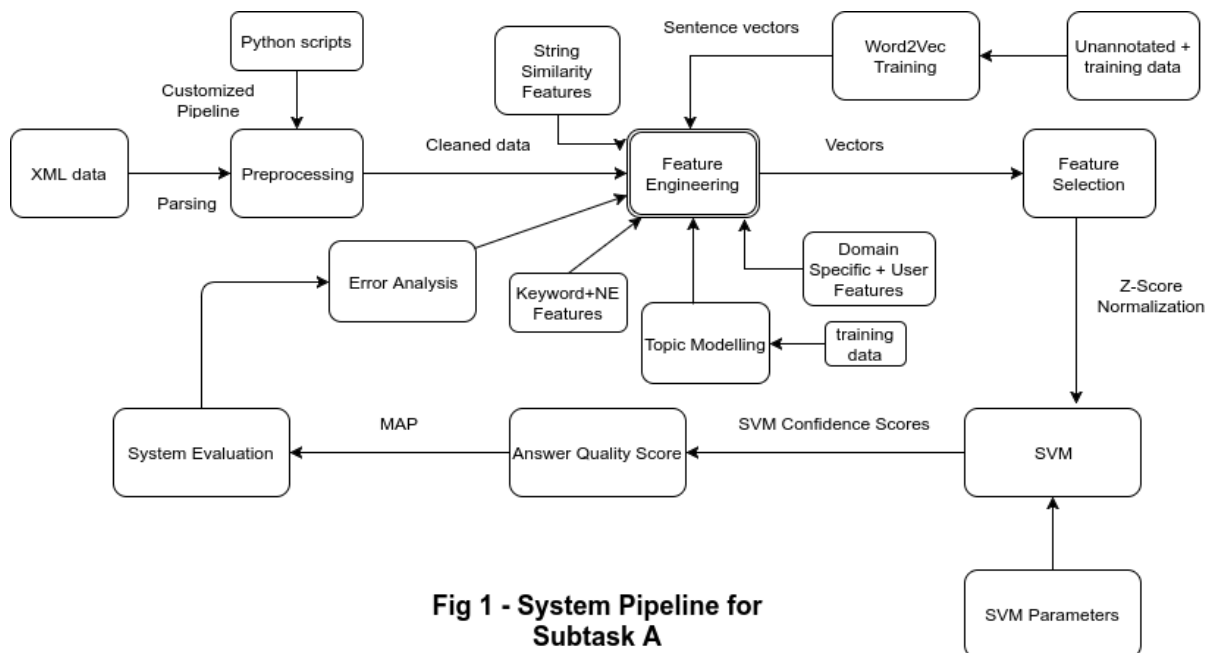 Python scripts
Customized
Pipeline
XML data
Parsing
Preprocessing
Cleaned data
String
Similarity
Features
Sentence vectors
Word2Vec
Training
Unannotated +
training data
Feature
Engineering
Vectors
Feature
Selection
Error Analysis
Keyword+NE
Features
Topic Modelling
training
data
Domain
Specific + User
Features
Z-Score
Normalization
System Evaluation
MAP
Answer Quality Score
SVM Confidence Scores
SVM
SVM Parameters
Fig 1 - System Pipeline for
Subtask A